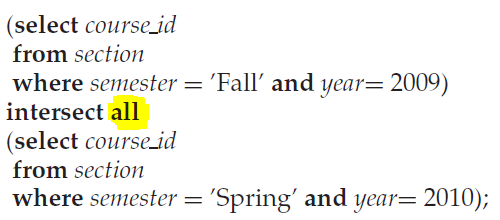 (select course_id
from section
where semester = ’Fall’ and year= 2009)
intersect all
(select course_id
from section
where semester = ’Spring’ and year= 2010);